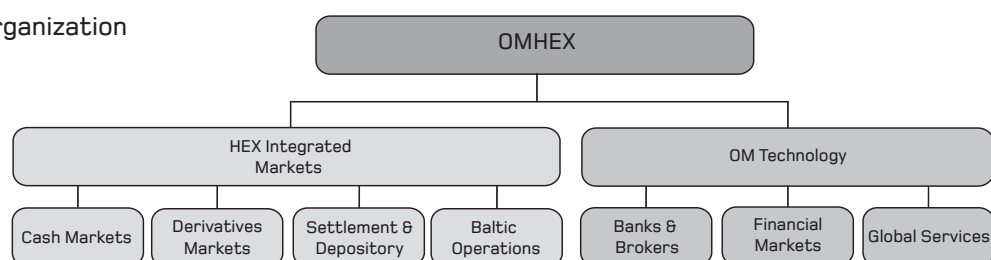 rganization
OMHEX
HEX Integrated
Markets
OM Technology
Cash Markets
Derivatives
Markets
Settlement &
Depository
Baltic
Operations
Banks &
Brokers
Financial
Markets
Global Services